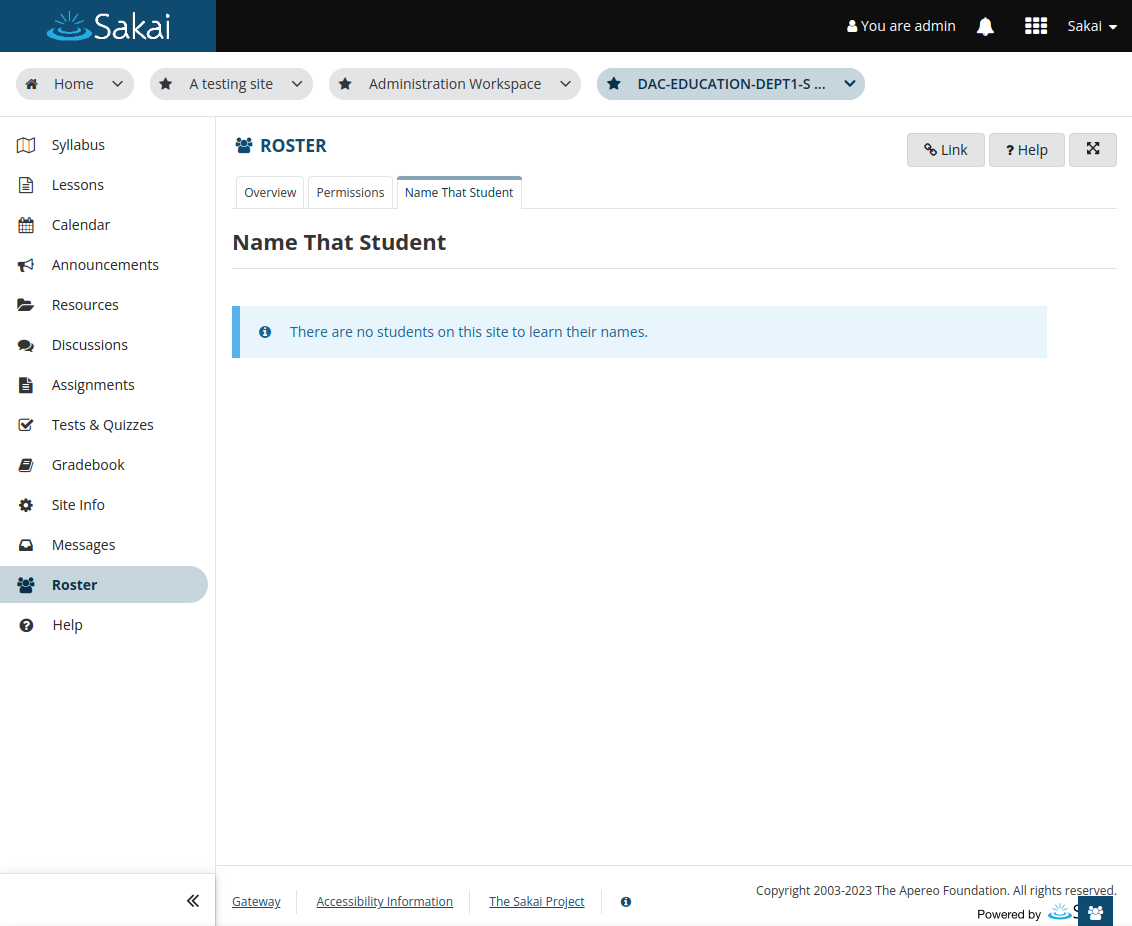 Sakai
You are admin
Sakai
Home
A testing site
Administration Workspace
DAC-EDUCATION-DEPT1-S ...
Syllabus
Lessons
Calendar
Announcements
Resources
Discussions
Assignments
Tests & Quizzes
Gradebook
Site Info
Messages
Roster
Help
ROSTER
Link
? Help
Overview
Permissions
Name That Student
Name That Student
There are no students on this site to learn their names.
Gateway
Accessibility Information
The Sakai Project
Copyright 2003-2023 The Apereo Foundation. All rights reserved.
Powered by